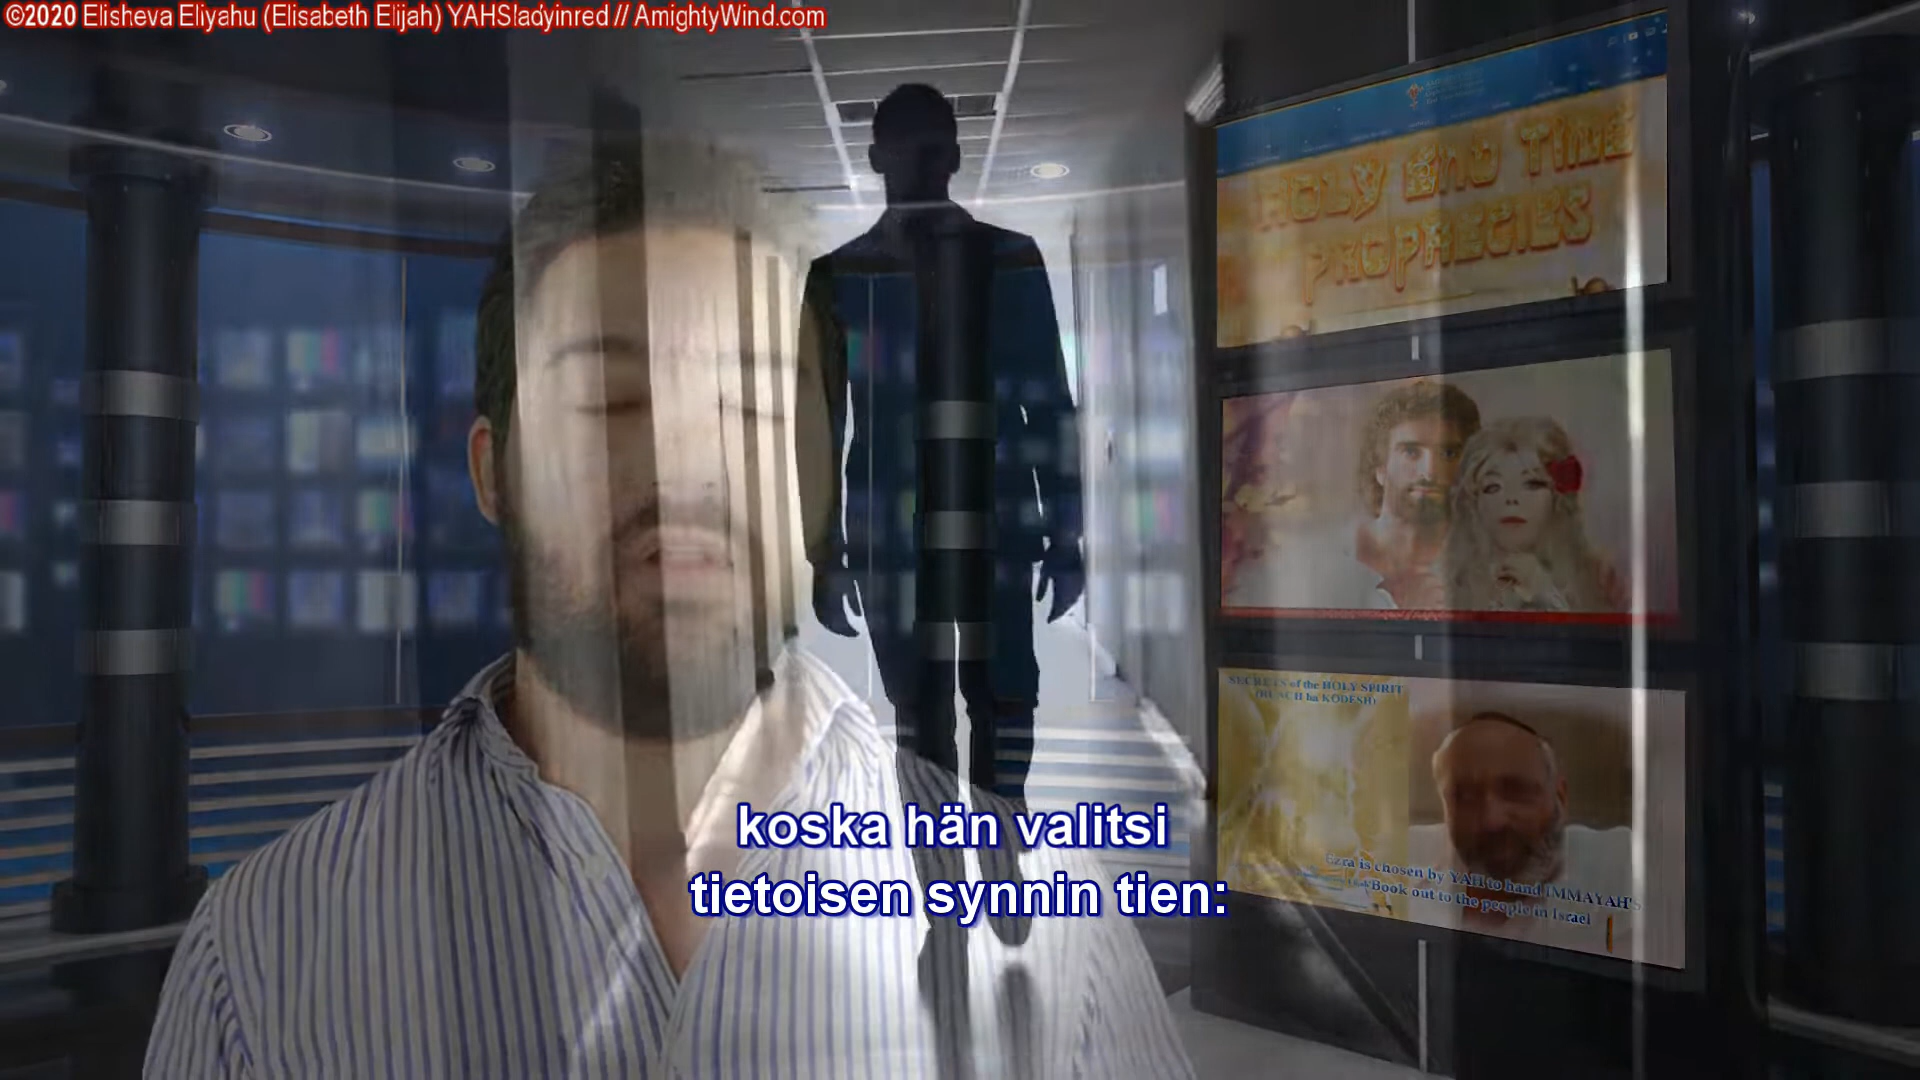 ©2020 Elisheva Eliyahu (Elisabeth Elijah) YAHSladyinred // AmightyWind.com
HOLY END TIME
PROPHECIES
SECRETS of the HOLY SPIRIT
(RUACH ha KODESH)
Ezra is chosen by YAH to hand IMMAYAH'S
Book out to the people in Israel
koska hän valitsi
tietoisen synnin tien: